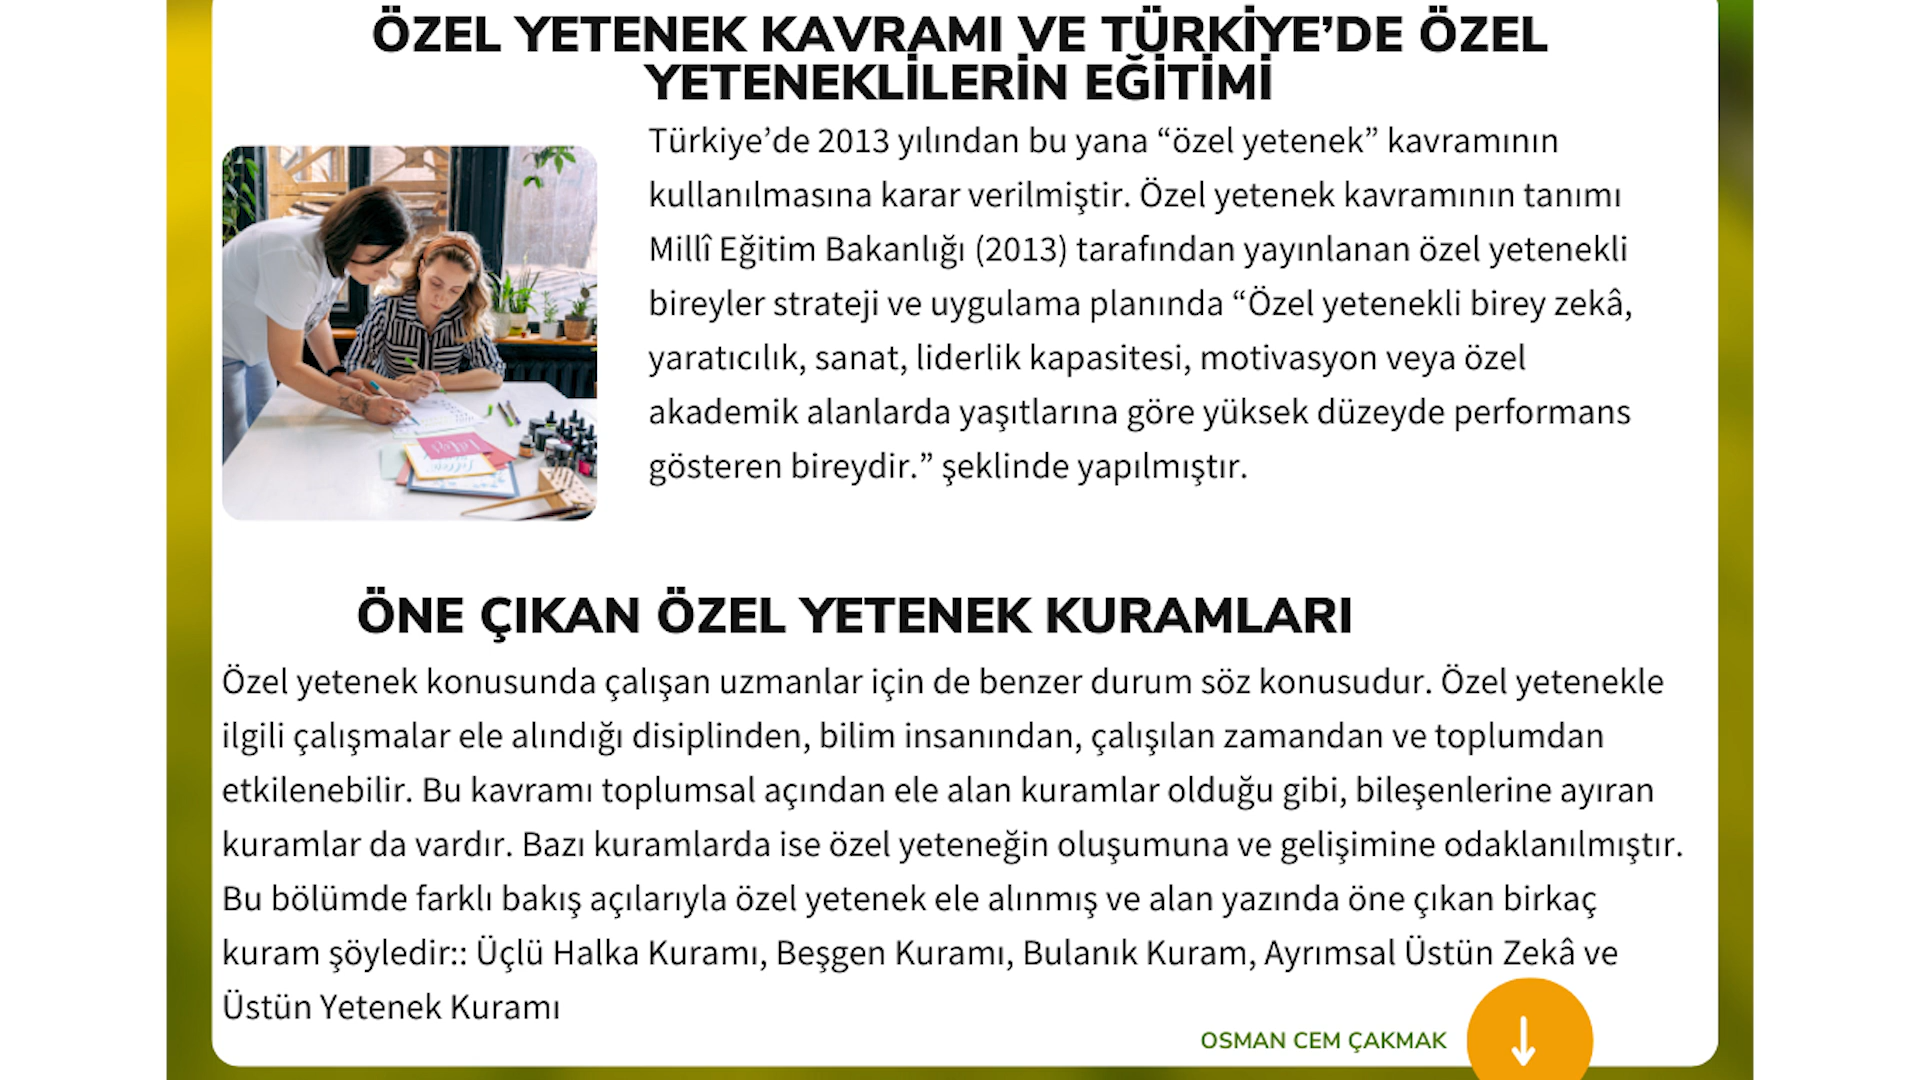 ÖZEL YETENEK KAVRAMI VE TÜRKİYE’DE ÖZEL
YETENEKLİLERİN EĞİTİMİ
Türkiye’de 2013 yılından bu yana “özel yetenek” kavramının
kullanılmasına karar verilmiştir. Özel yetenek kavramının tanımı
Millî Eğitim Bakanlığı (2013) tarafından yayınlanan özel yetenekli
bireyler strateji ve uygulama planında “Özel yetenekli birey zekâ,
yaratıcılık, sanat, liderlik kapasitesi, motivasyon veya özel
akademik alanlarda yaşıtlarına göre yüksek düzeyde performans
gösteren bireydir.” şeklinde yapılmıştır.
ÖNE ÇIKAN ÖZEL YETENEK KURAMLARI
Özel yetenek konusunda çalışan uzmanlar için de benzer durum söz konusudur. Özel yetenekle
ilgili çalışmalar ele alındığı disiplinden, bilim insanından, çalışılan zamandan ve toplumdan
etkilenebilir. Bu kavramı toplumsal açından ele alan kuramlar olduğu gibi, bileşenlerine ayıran
kuramlar da vardır. Bazı kuramlarda ise özel yeteneğin oluşumuna ve gelişimine odaklanılmıştır.
Bu bölümde farklı bakış açılarıyla özel yetenek ele alınmış ve alan yazında öne çıkan birkaç
kuram şöyledir:: Üçlü Halka Kuramı, Beşgen Kuramı, Bulanık Kuram, Ayrımsal Üstün Zekâ ve
Üstün Yetenek Kuramı
OSMAN CEM ÇAKMAK